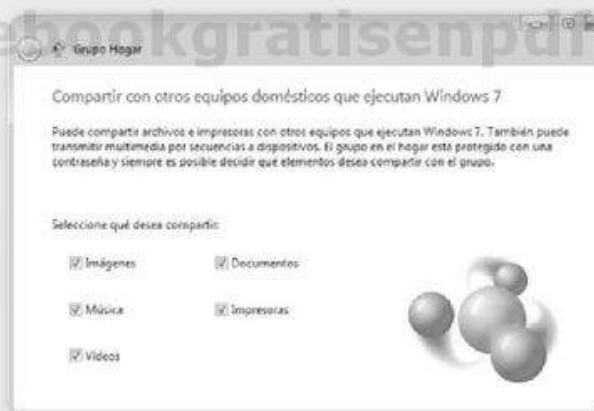 ebookgratisenpdf
Grupo Hogar
Compartir con otros equipos domésticos que ejecutan Windows 7
Puede compartir archivos e impresoras con otros equipos que ejecutan Windows 7. También puede
transmitir multimedia por secuencias a dispositivos. El grupo en el hogar está protegido con una
contraseña y siempre es posible decidir qué elementos desea compartir con el grupo.
Seleccione qué desea compartir:
Imágenes
Documentos
Música
Impresoras
Vídeos